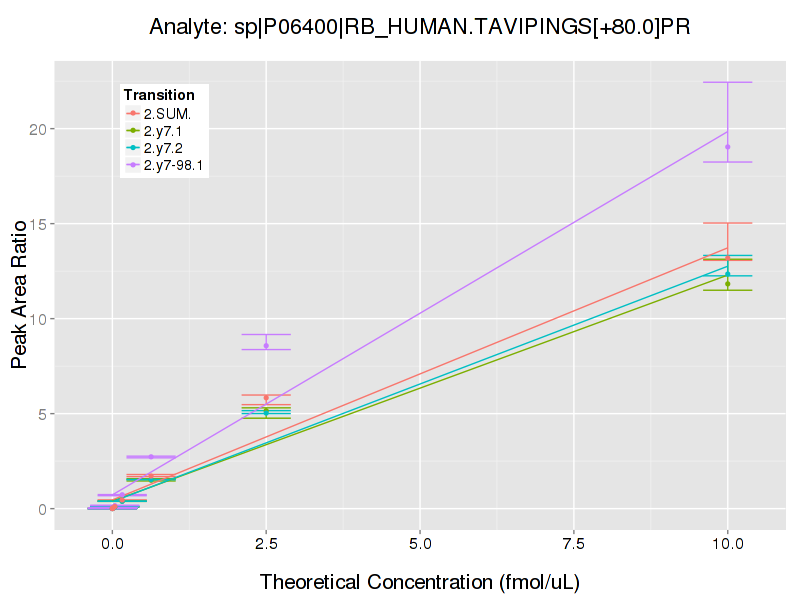 Analyte: sp|P06400|RB_HUMAN.TAVIPINGS[+80.0]PR
Transition
2.SUM.
2.y7.1
2.y7.2
2.y7-98.1
Peak Area Ratio
20
15
10
5
0
0.0 2.5 5.0 7.5 10.0
Theoretical Concentration (fmol/uL)